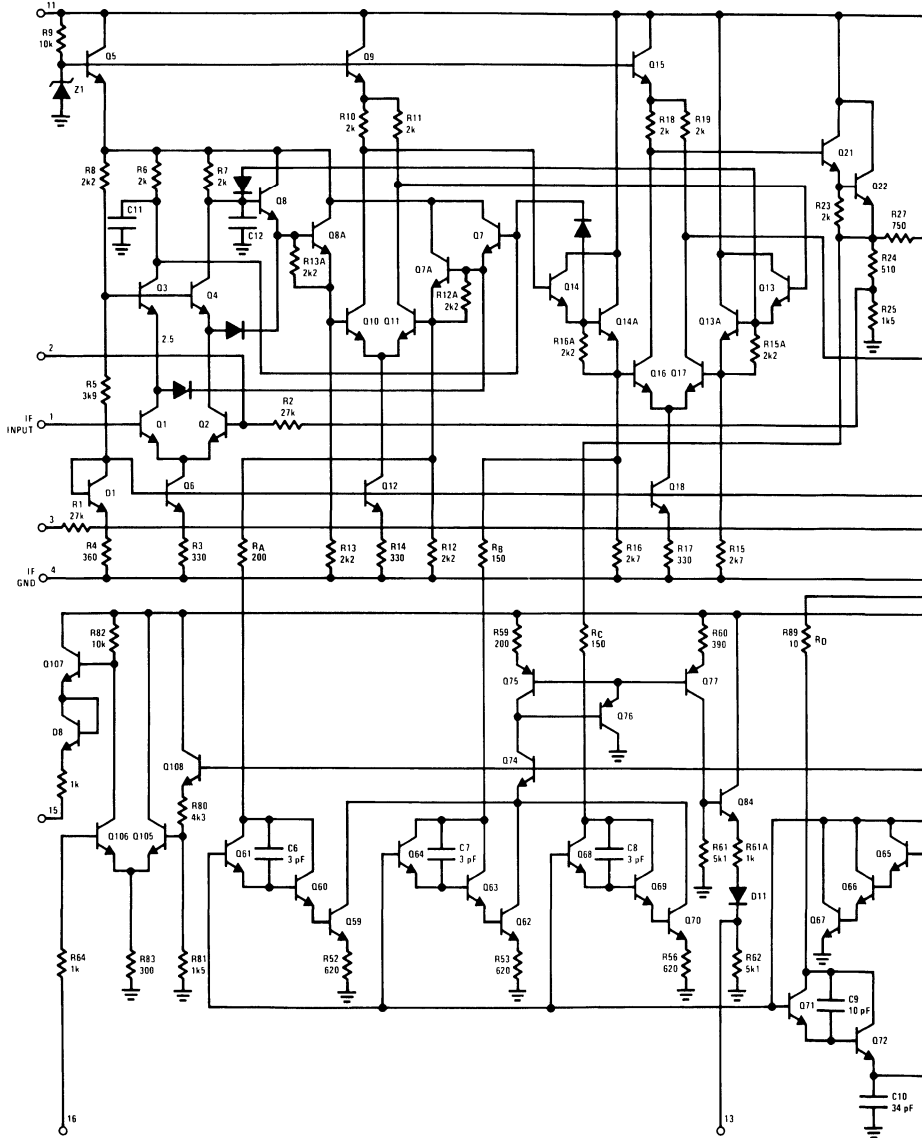 11
R9
10k
Q5
Z1
Q9
Q15
R10
2k
R11
2k
R18
2k
R19
2k
Q21
Q22
R8
2k2
R6
2k
R7
2k
Q8
C11
C12
Q8A
R13A
2k2
Q7
Q7A
R12A
2k2
R23
2k
R27
750
R24
510
R25
1k5
Q3
Q4
Q10
Q11
Q14
Q14A
Q13
Q13A
R16A
2k2
R15A
2k2
2.5
2
Q16
Q17
R5
3k9
R2
27k
IF
INPUT
1
Q1
Q2
D1
Q6
Q12
Q18
R1
27k
3
R4
360
R3
330
RA
200
R13
2k2
R14
330
R12
2k2
RB
150
R16
2k7
R17
330
R15
2k7
IF
GND
4
R82
10k
R59
200
RC
150
R60
390
R89
10
RD
Q107
Q75
Q76
Q77
D8
Q108
Q74
1k
R80
4k3
Q84
15
Q106
Q105
Q61
C6
3 pF
Q60
Q59
Q64
C7
3 pF
Q63
Q62
Q68
C8
3 pF
Q69
Q70
R61
5k1
R61A
1k
D11
Q65
Q66
Q67
R64
1k
R83
300
R81
1k5
R52
620
R53
620
R56
620
R62
5k1
Q71
C9
10 pF
Q72
C10
34 pF
16
13